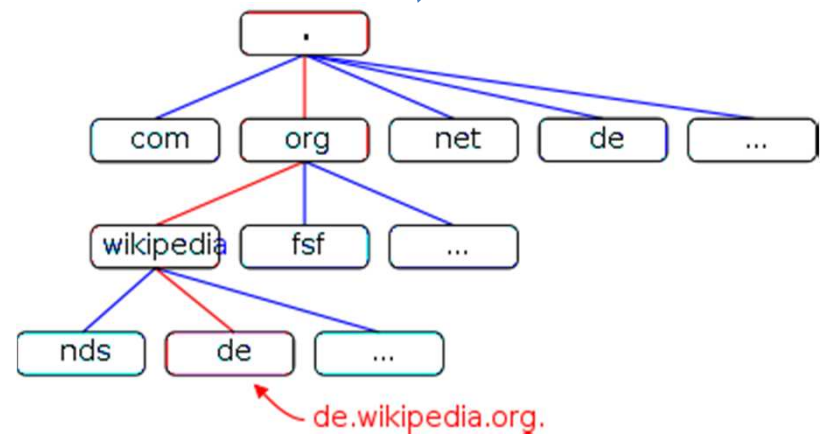 .
com org net de ...
wikipedia fsf ...
nds de ...
de.wikipedia.org.